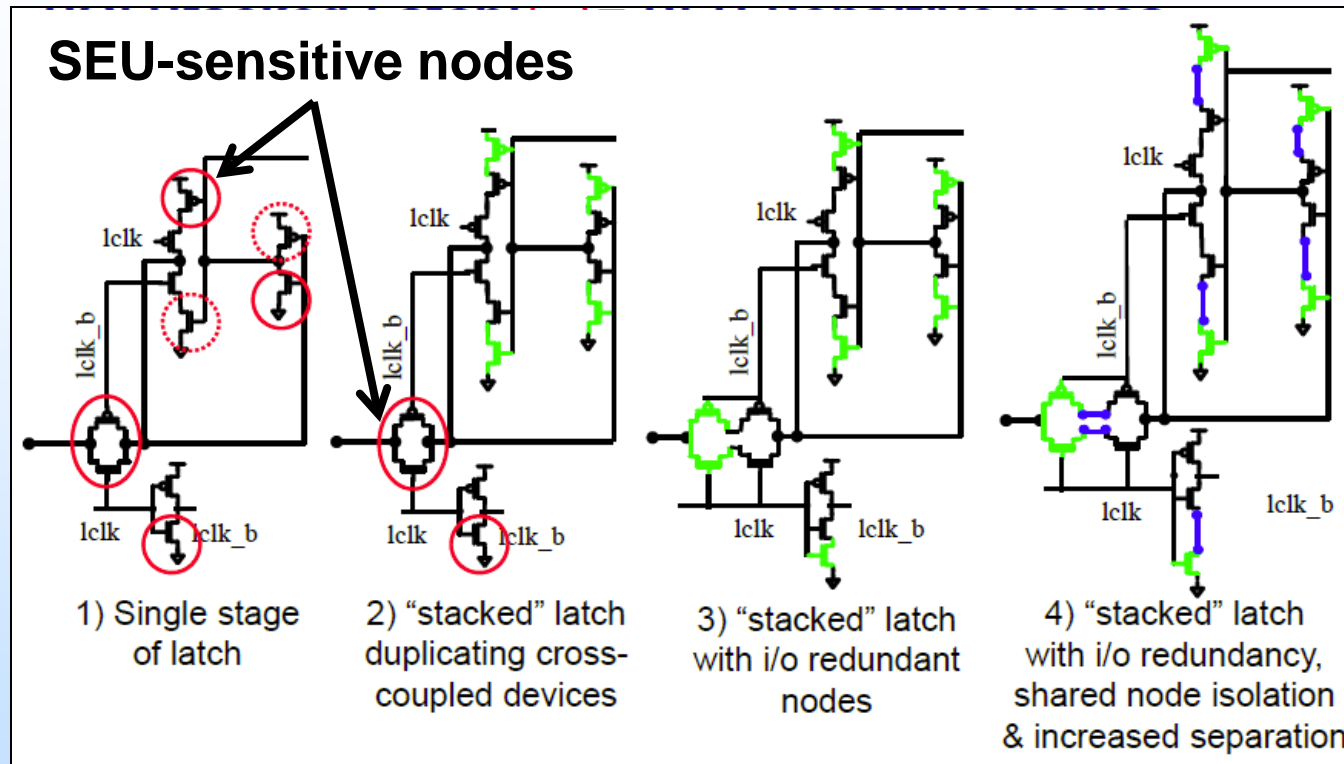 SEU-sensitive nodes
lclk
lclk_b
lclk
lclk_b
1) Single stage
of latch
lclk
lclk_b
lclk
lclk_b
2) “stacked” latch
duplicating cross-
coupled devices
lclk
lclk_b
lclk
lclk_b
3) “stacked” latch
with i/o redundant
nodes
lclk
lclk_b
lclk
lclk_b
4) “stacked” latch
with i/o redundancy,
shared node isolation
& increased separation